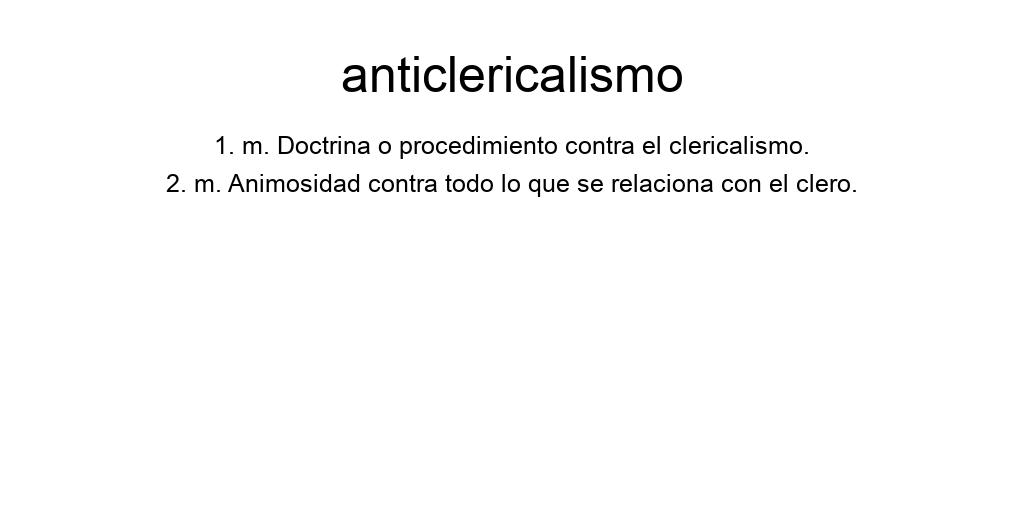 anticlericalismo
1. m. Doctrina o procedimiento contra el clericalismo.
2. m. Animosidad contra todo lo que se relaciona con el clero.